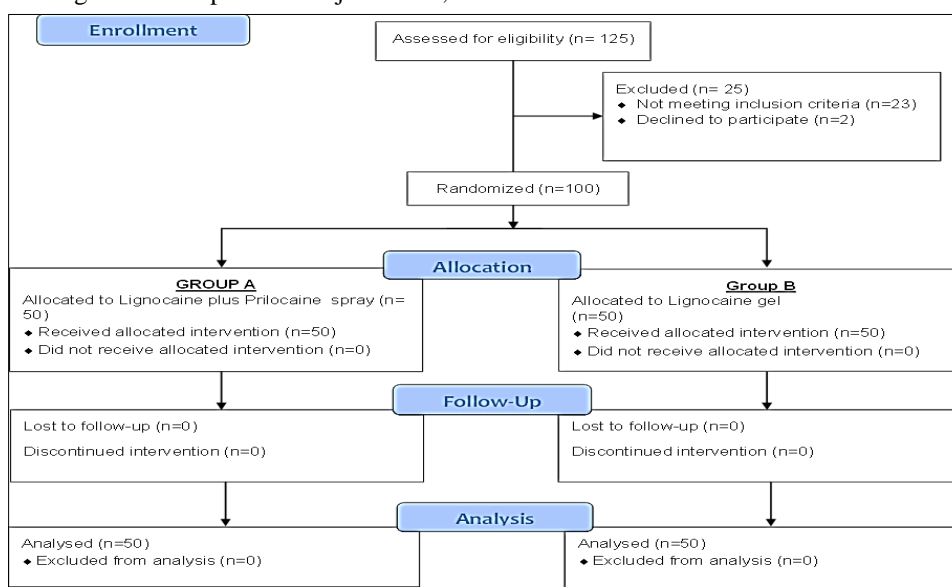 Enrollment
Assessed for eligibility (n= 125)
Excluded (n= 25)
◆ Not meeting inclusion criteria (n=23)
◆ Declined to participate (n=2)
Randomized (n=100)
Allocation
GROUP A
Allocated to Lignocaine plus Prilocaine spray (n=
50)
◆ Received allocated intervention (n=50)
◆ Did not receive allocated intervention (n=0)
Group B
Allocated to Lignocaine gel
(n=50)
◆ Received allocated intervention (n=50)
◆ Did not receive allocated intervention (n=0)
Follow-Up
Lost to follow-up (n=0)
Discontinued intervention (n=0)
Lost to follow-up (n=0)
Discontinued intervention (n=0)
Analysis
Analysed (n=50)
◆ Excluded from analysis (n=0)
Analysed (n=50)
◆ Excluded from analysis (n=0)